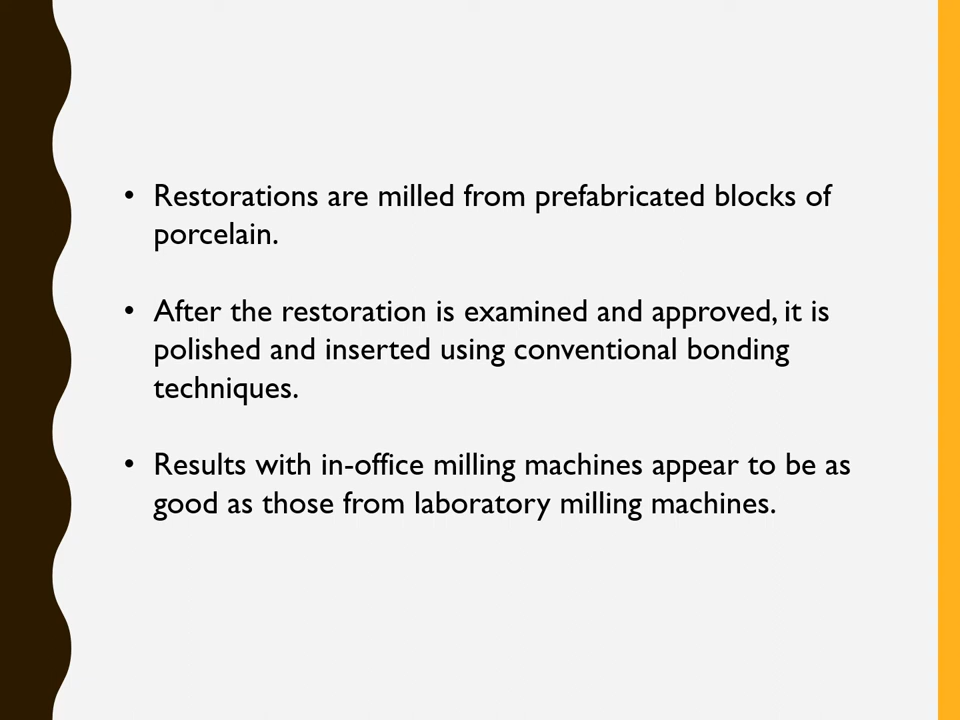 • Restorations are milled from prefabricated blocks of
porcelain.
• After the restoration is examined and approved, it is
polished and inserted using conventional bonding
techniques.
• Results with in-office milling machines appear to be as
good as those from laboratory milling machines.